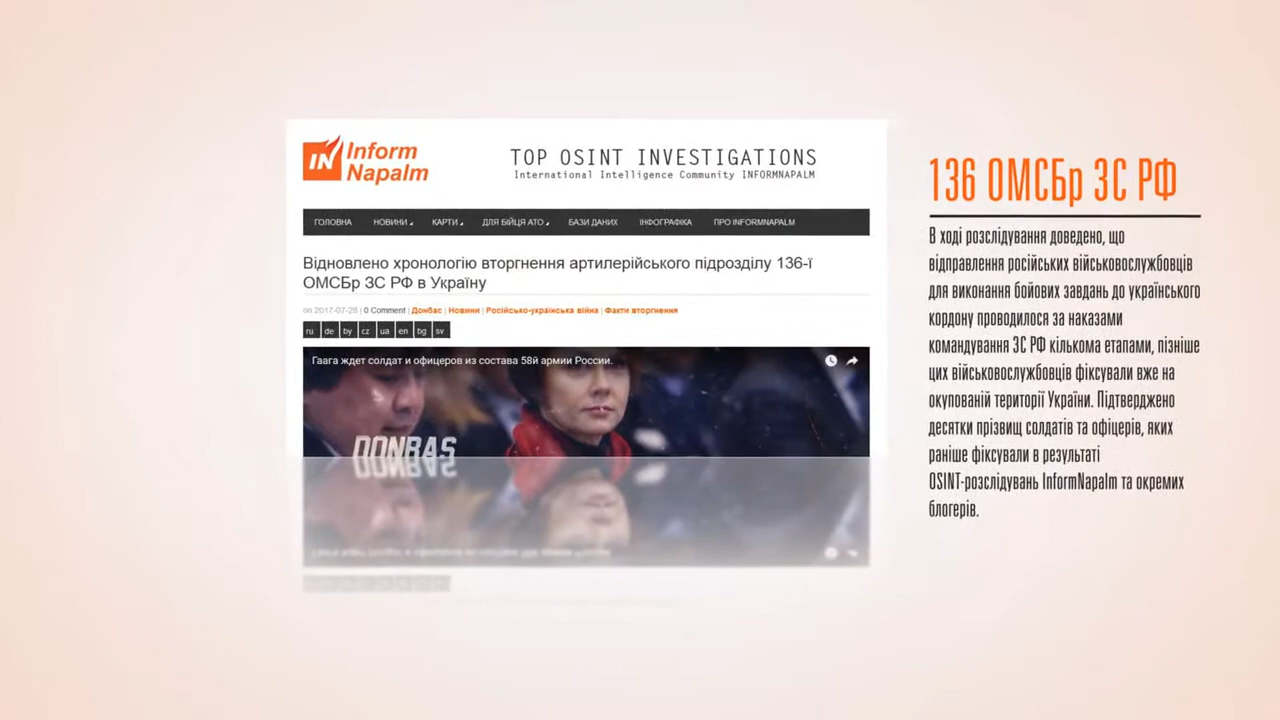 IN Inform
Napalm
TOP OSINT INVESTIGATIONS
International Intelligence Community INFORMNAPALM
ГОЛОВНА НОВИНИ КАРТИ ДЛЯ БІЙЦЯ АТО БАЗИ ДАНИХ ІНФОГРАФІКА ПРО INFORMNAPALM
Відновлено хронологію вторгнення артилерійського підрозділу 136-ї
ОМСБр ЗС РФ в Україну
on 2017-07-28 | 0 Comment | Донбас | Новини | Російсько-українська війна | Факти вторгнення
ru de by cz ua en bg sv
Гаага ждет солдат и офицеров из состава 58й армии России.
DONBAS
136 ОМСБр ЗС РФ
В ході розслідування доведено, що
відправлення російських військовослужбовців
для виконання бойових завдань до українського
кордону проводилося за наказами
командування ЗС РФ кількома етапами, пізніше
цих військовослужбовців фіксували вже на
окупованій території України. Підтверджено
десятки прізвищ солдатів та офіцерів, яких
раніше фіксували в результаті
OSINT-розслідувань InformNapalm та окремих
блогерів.